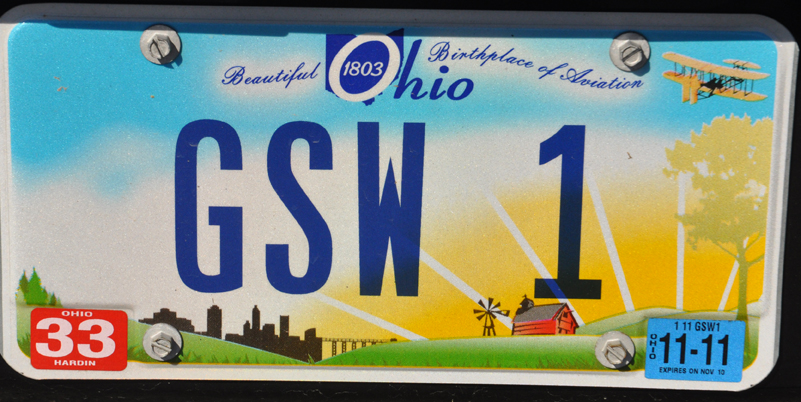 Beautiful Ohio Birthplace of Aviation
1803
GSW 1
OHIO
33
HARDIN
1 11 GSW1
OHIO
11-11
EXPIRES ON NOV 10